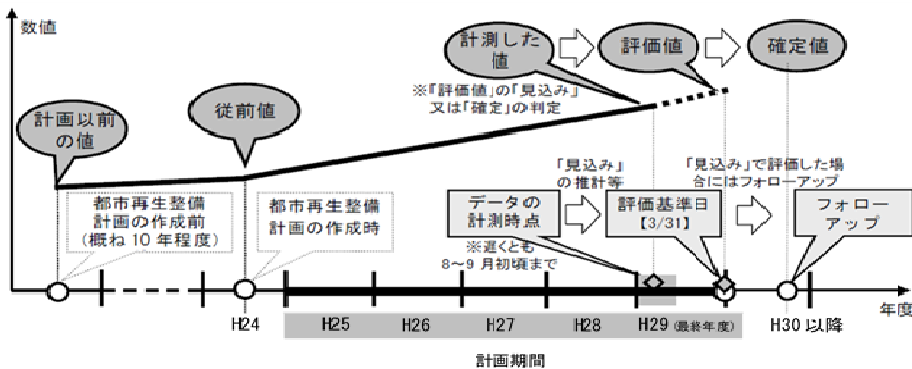 数値
計画以前
の値
従前値
計測した
値
評価値
確定値
※「評価値」の「見込み」
又は「確定」の判定
都市再生整備
計画の作成前
(概ね10年程度)
都市再生整備
計画の作成時
「見込み」
の推計等
「見込み」で評価した場
合にはフォローアップ
データの
計測時点
※遅くとも
8～9月初頃まで
評価基準日
【3/31】
フォロー
アップ
年度
H24
H25
H26
H27
H28
H29(最終年度)
H30以降
計画期間